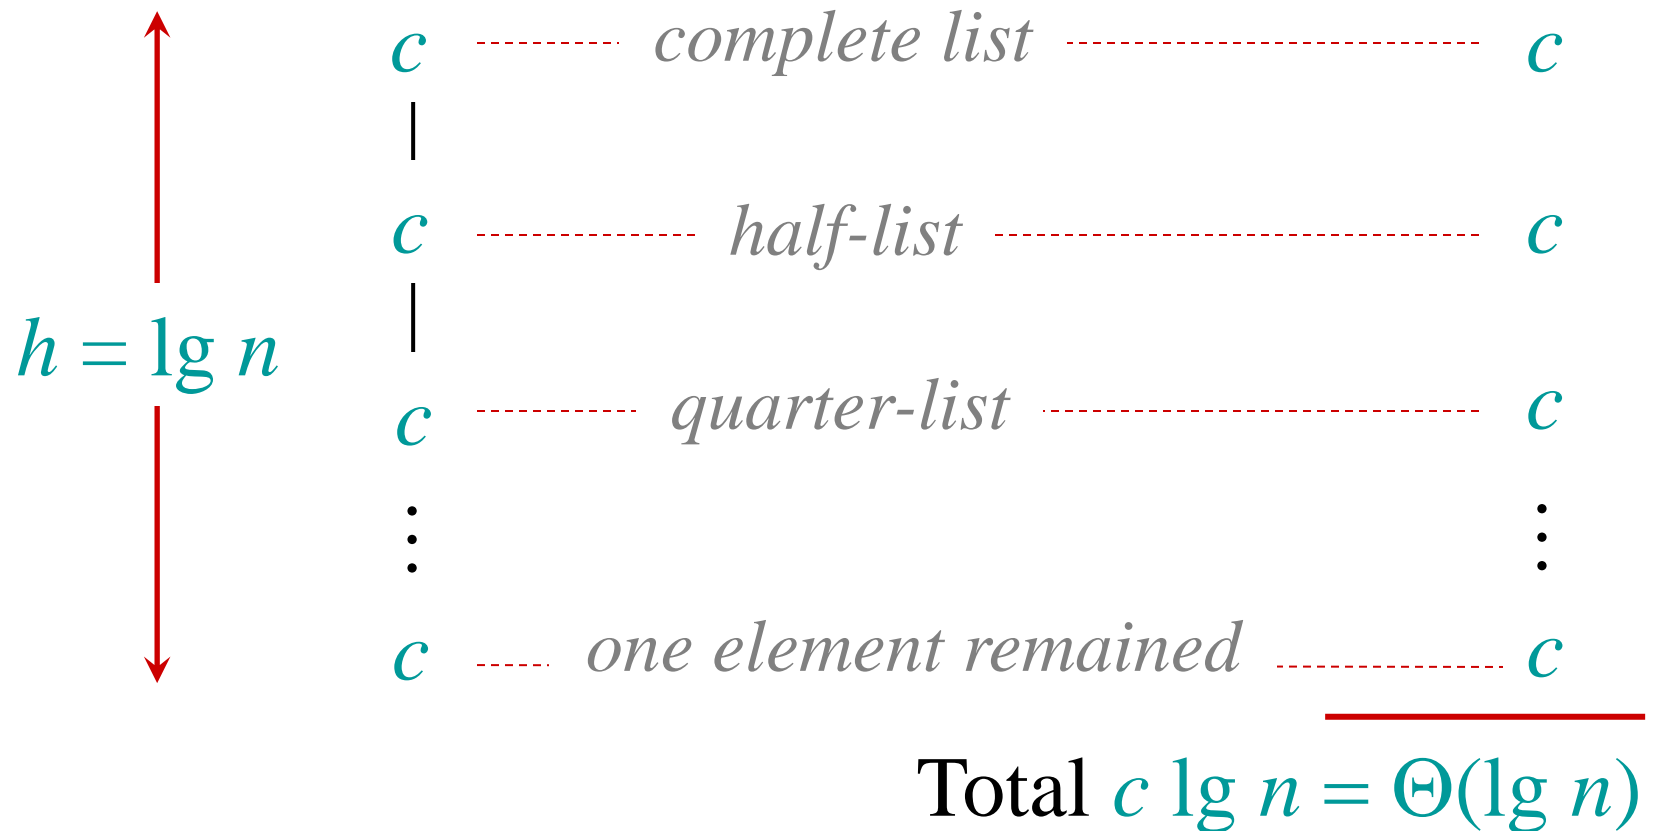 c complete list c
c half-list c
h = lg n
c quarter-list c
⋮ ⋮
c one element remained c
Total c lg n = Θ(lg n)